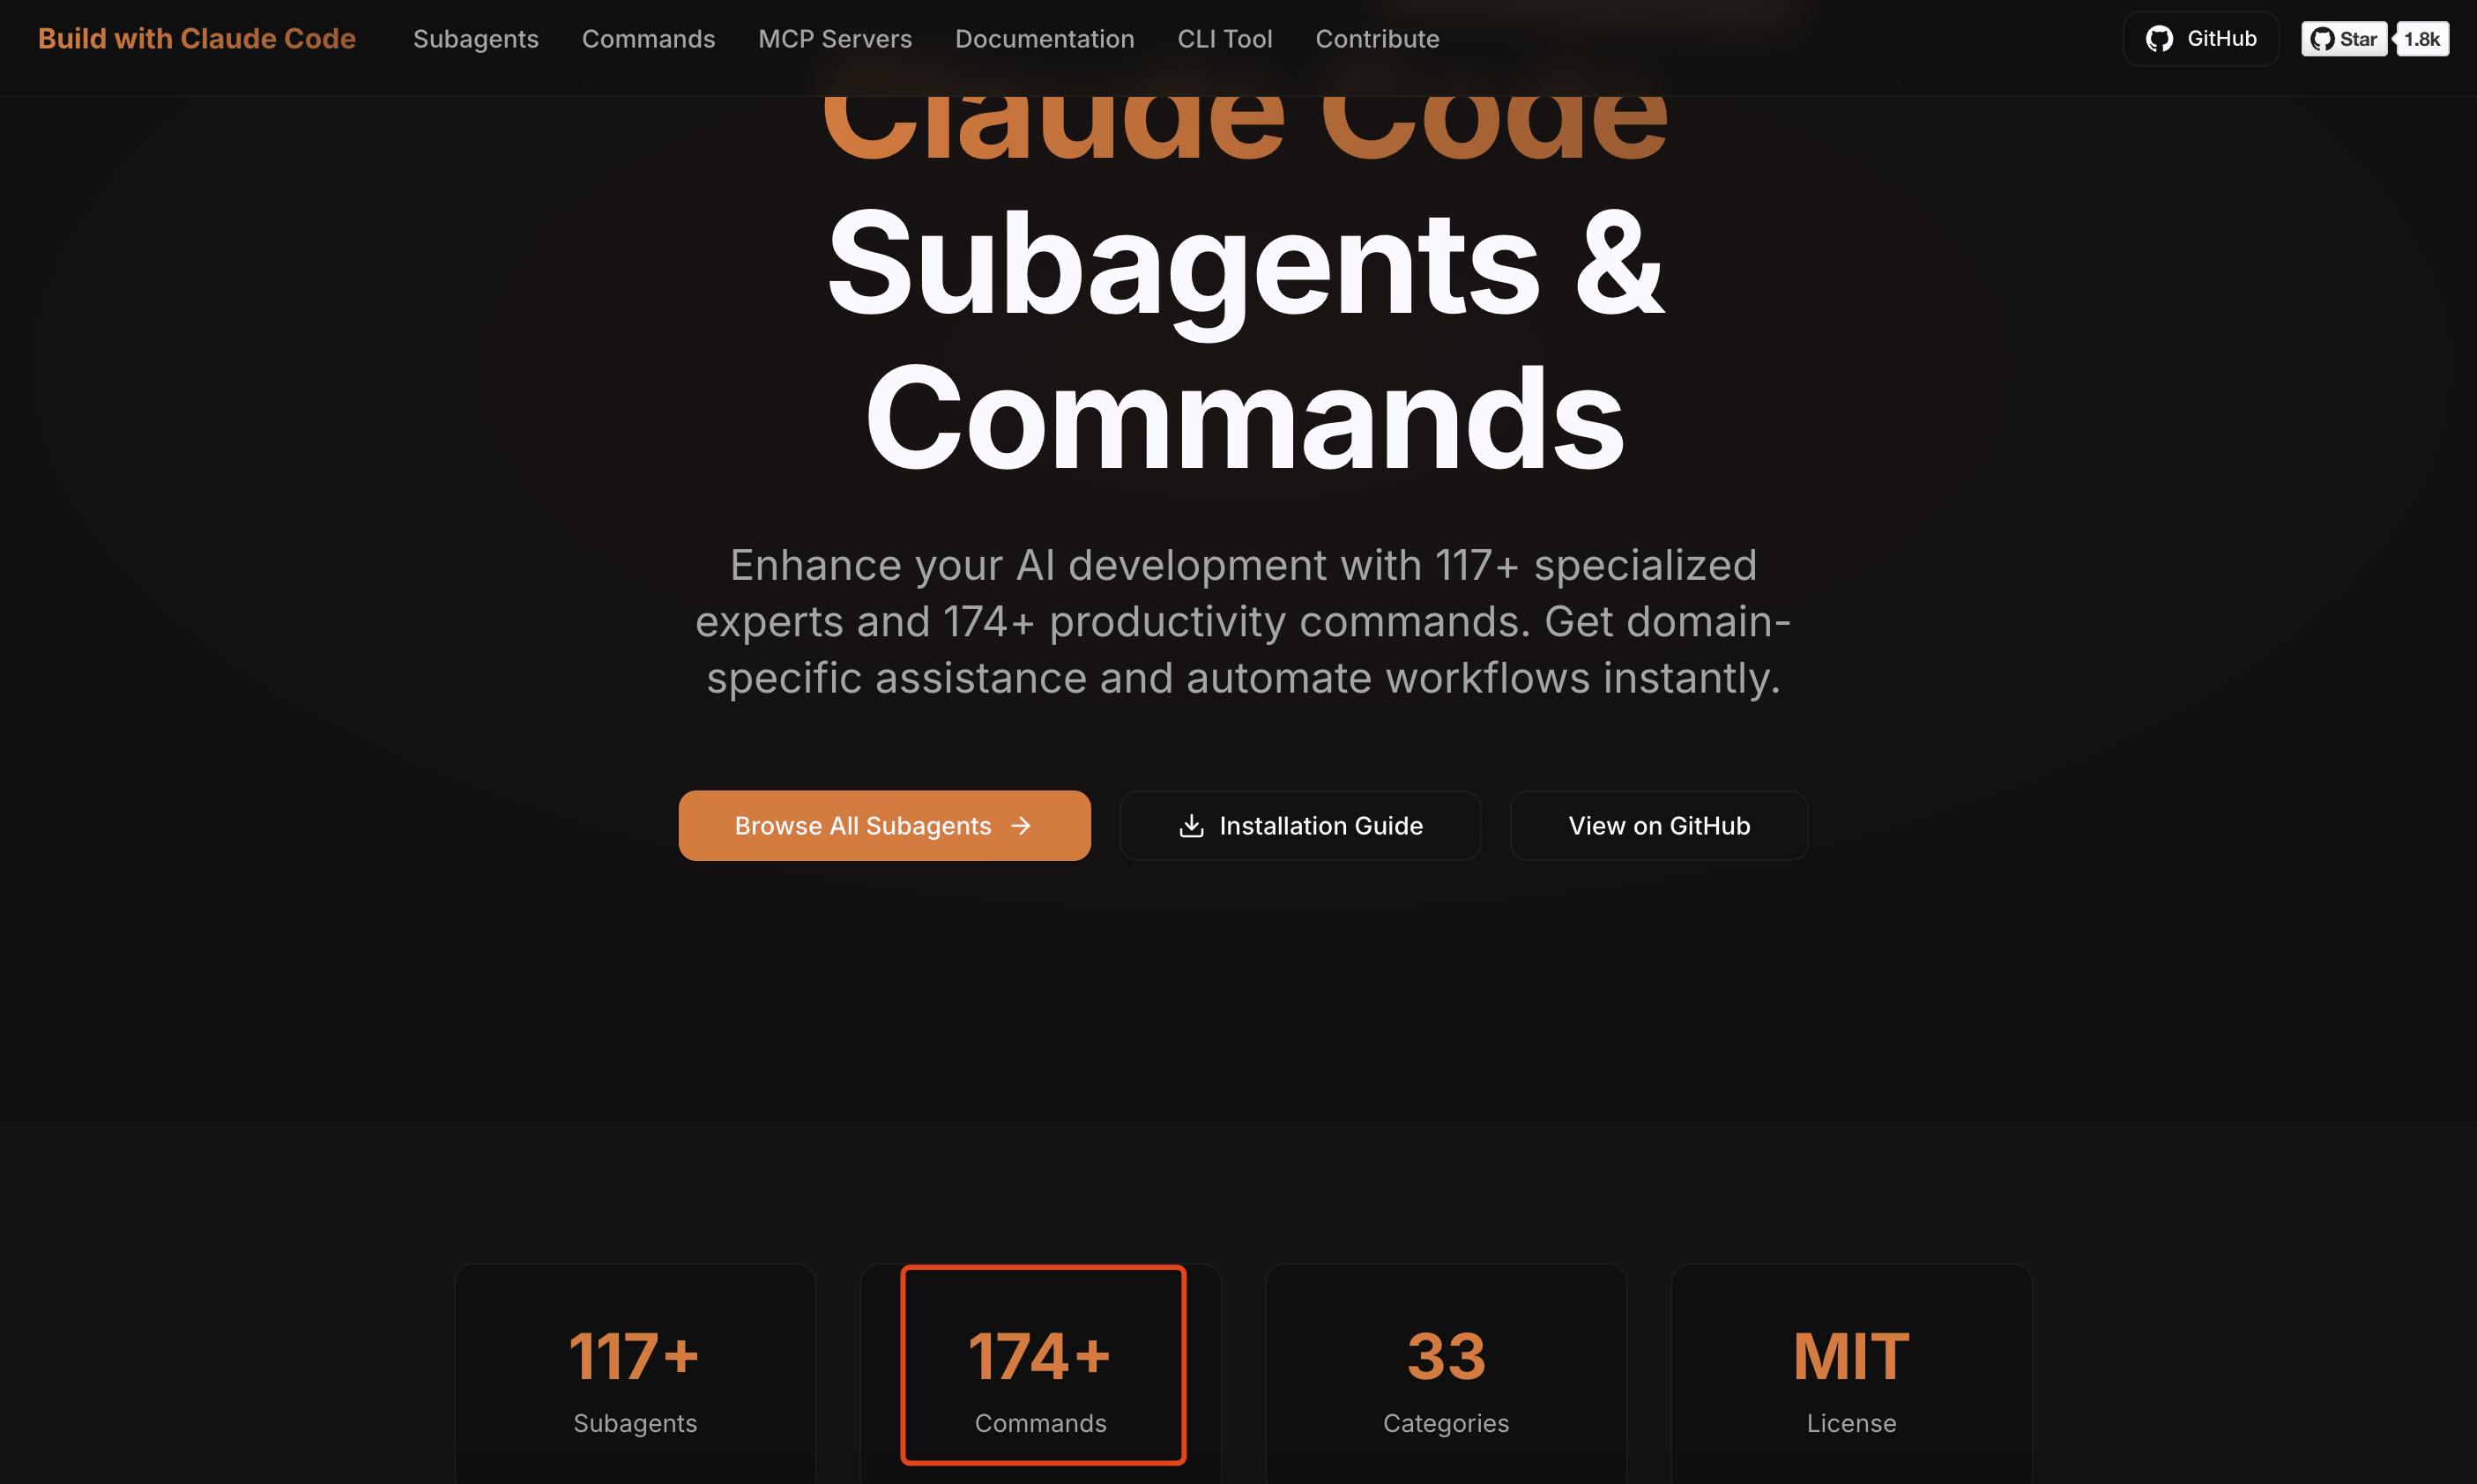 Build with Claude Code
Subagents
Commands
MCP Servers
Documentation
CLI Tool
Contribute
GitHub
Star
1.8k
Claude Code
Subagents &
Commands
Enhance your AI development with 117+ specialized
experts and 174+ productivity commands. Get domain-
specific assistance and automate workflows instantly.
Browse All Subagents
Installation Guide
View on GitHub
117+
Subagents
174+
Commands
33
Categories
MIT
License